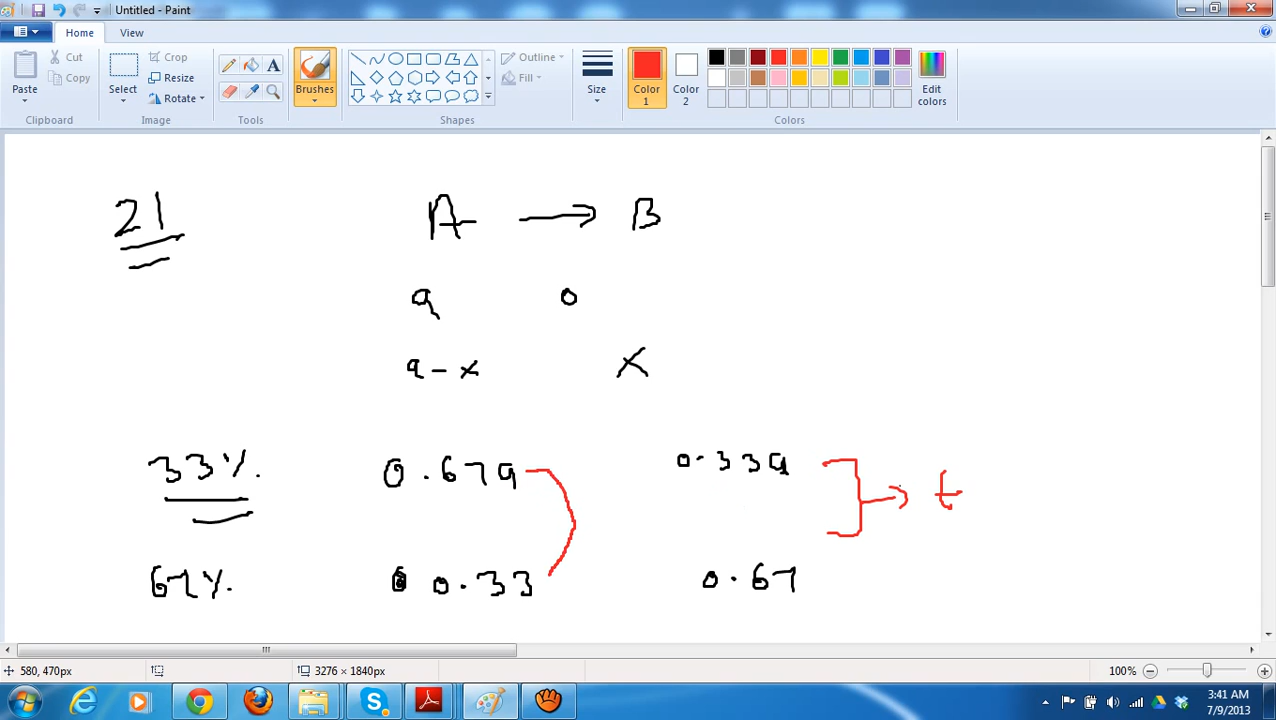 Untitled - Paint
Home
View
Paste
Cut
Copy
Clipboard
Select
Crop
Resize
Rotate
Image
A
Tools
Brushes
Outline
Fill
Shapes
Size
Color 1
Color 2
Edit colors
Colors
21 A → B
a 0
a - x x
33%. 0.67a 0.33a
→ t
67%. 0.33 0.67
580, 470px
3276 × 1840px
100%
3:41 AM
7/9/2013